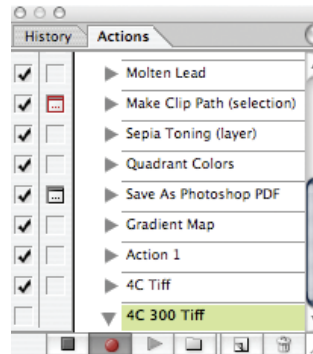 History
Actions
Molten Lead
Make Clip Path (selection)
Sepia Toning (layer)
Quadrant Colors
Save As Photoshop PDF
Gradient Map
Action 1
4C Tiff
4C 300 Tiff